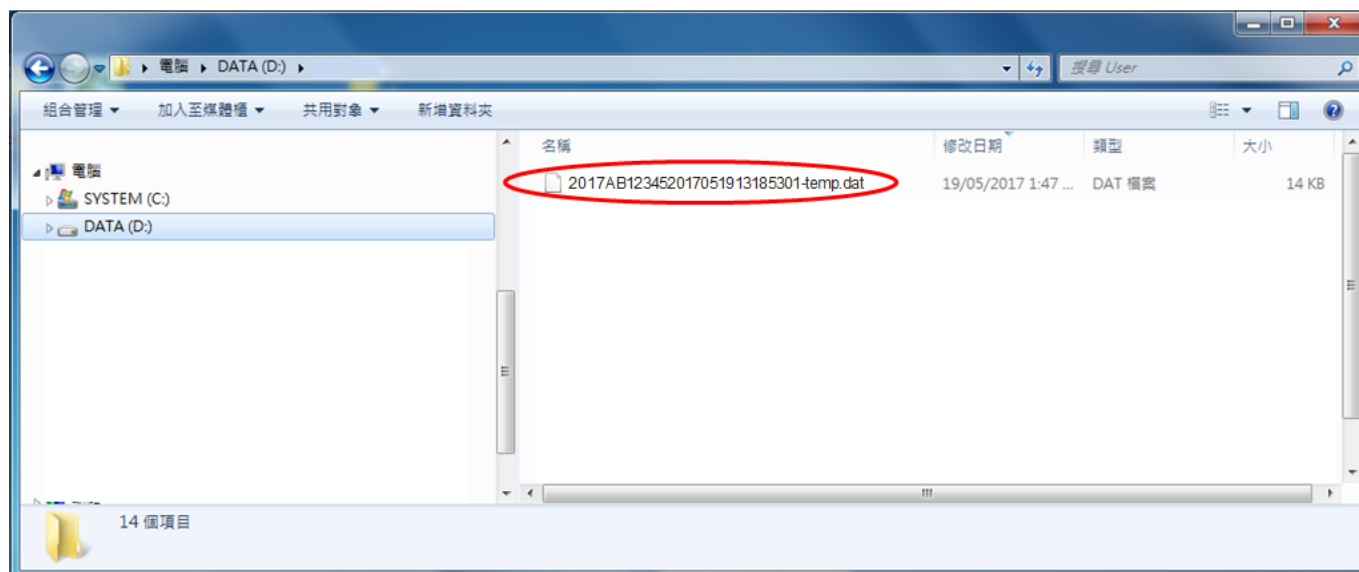 電腦 DATA (D:) 搜尋 User
組合管理 加入至媒體櫃 共用對象 新增資料夾
名稱 修改日期 類型 大小
電腦
SYSTEM (C:)
DATA (D:)
2017AB123452017051913185301-temp.dat 19/05/2017 1:47 ... DAT 檔案 14 KB
14 個項目